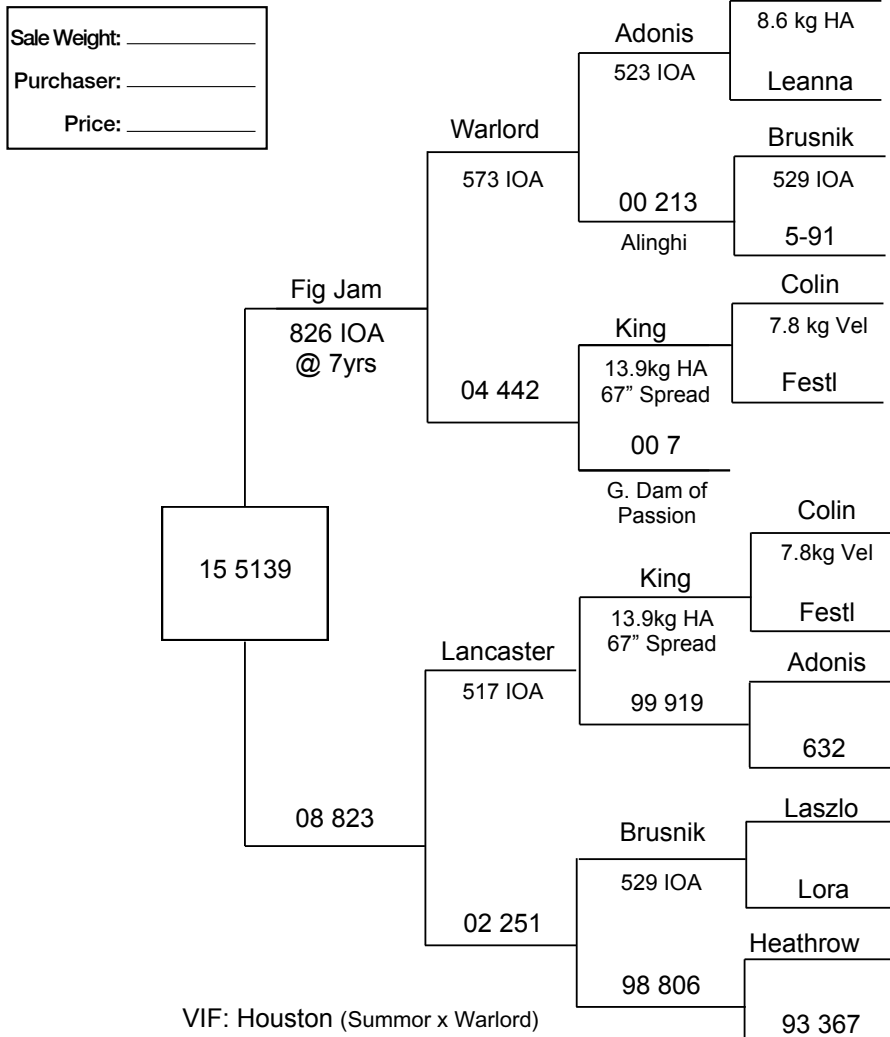 Sale Weight:
Purchaser:
Price:
8.6 kg HA
Adonis
523 IOA
Leanna
Warlord
573 IOA
Brusnik
529 IOA
00 213
Alinghi
5-91
Fig Jam
826 IOA
@ 7yrs
Colin
7.8 kg Vel
King
13.9kg HA
67” Spread
Festl
04 442
00 7
G. Dam of
Passion
15 5139
Colin
7.8kg Vel
King
13.9kg HA
67” Spread
Festl
Lancaster
517 IOA
Adonis
99 919
632
08 823
Laszlo
Brusnik
529 IOA
Lora
02 251
Heathrow
98 806
93 367
VIF: Houston (Summor x Warlord)